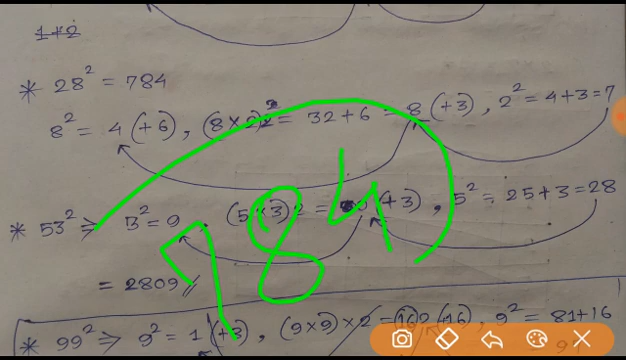 1+2
* 28² = 784
8² = 4 (+6), (8×2)2 = 32+6 = 8 (+3), 2² = 4+3=7
* 53² ⇒ 3² = 9, (5×3)2 = (+3), 5² = 25+3 = 28
= 2809
784
* 99² ⇒ 9² = 1 (+8), (9×9)×2 = (+16), 9² = 81+16